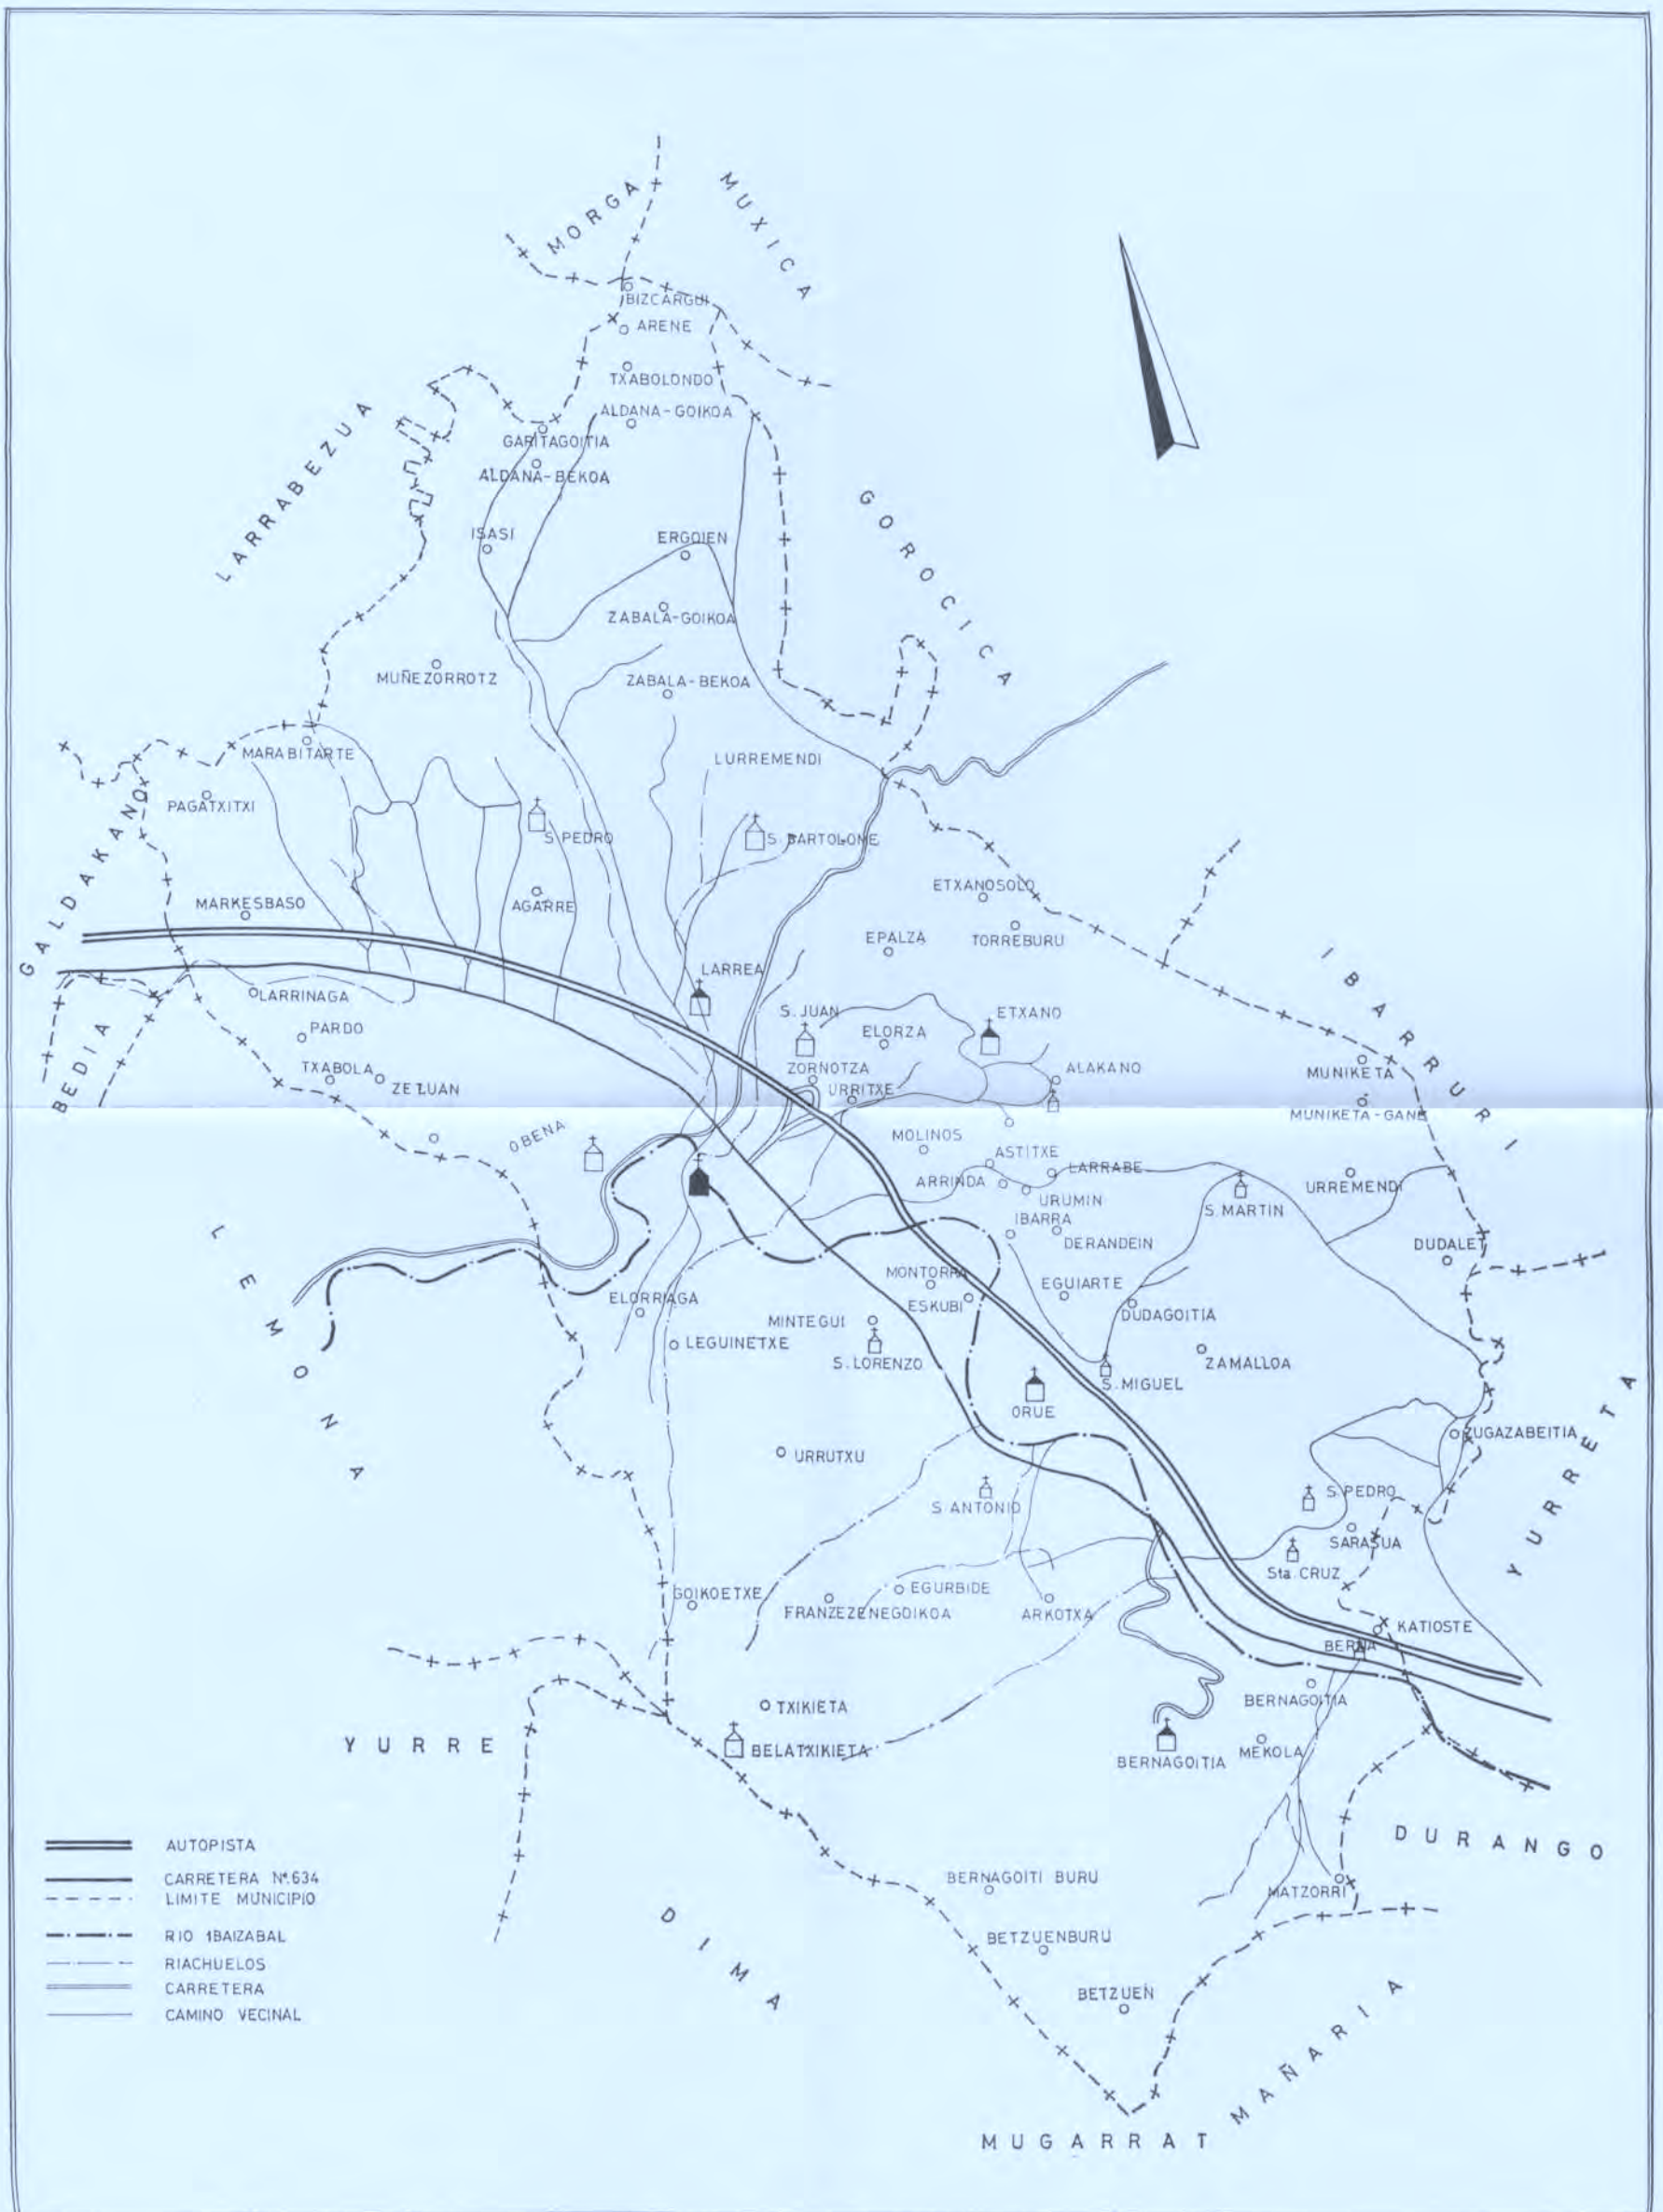 MORGA
MUXICA
BIZCARGUI
ARENE
TXABOLONDO
ALDANA-GOIKOA
GARITAGOITIA
ALDANA-BEKOA
LARRABEZUA
GOROCICA
ISASI
ERGOIEN
ZABALA-GOIKOA
MUÑEZORROTZ
ZABALA-BEKOA
MARABITARTE
LURREMENDI
PAGATXITXI
S. PEDRO
S. BARTOLOME
GALDAKANO
ETXANOSOLO
MARKESBASO
AGARRE
EPALZA
TORREBURU
IBARRURI
LARREA
LARRINAGA
S. JUAN
ETXANO
PARDO
ELORZA
BEDIA
TXABOLA
ZELUAN
ZORNOTZA
ALAKANO
MUNIKETA
URRITXE
MUNIKETA-GANE
OBENA
MOLINOS
ASTITXE
LARRABE
ARRINDA
URUMIN
S. MARTIN
URREMENDI
IBARRA
DERANDEIN
DUDALET
LEMONA
MONTORRA
EGUIARTE
ELORRIAGA
ESKUBI
DUDAGOITIA
MINTEGUI
LEGUINETXE
S. LORENZO
ZAMALLOA
S. MIGUEL
ORUE
YURRETA
ZUGAZABEITIA
URRUTXU
S. ANTONIO
S. PEDRO
SARASUA
Sta. CRUZ
GOIKOETXE
EGURBIDE
FRANZEZENEGOIKOA
ARKOTXA
KATIOSTE
BERNA
BERNAGOITIA
TXIKIETA
YURRE
BELATXIKIETA
BERNAGOITIA
MEKOLA
DURANGO
BERNAGOITI BURU
MATZORRI
DIMA
BETZUENBURU
BETZUEN
MAÑARIA
MUGARRAT
AUTOPISTA
CARRETERA Nº.634
LIMITE MUNICIPIO
RIO IBAIZABAL
RIACHUELOS
CARRETERA
CAMINO VECINAL